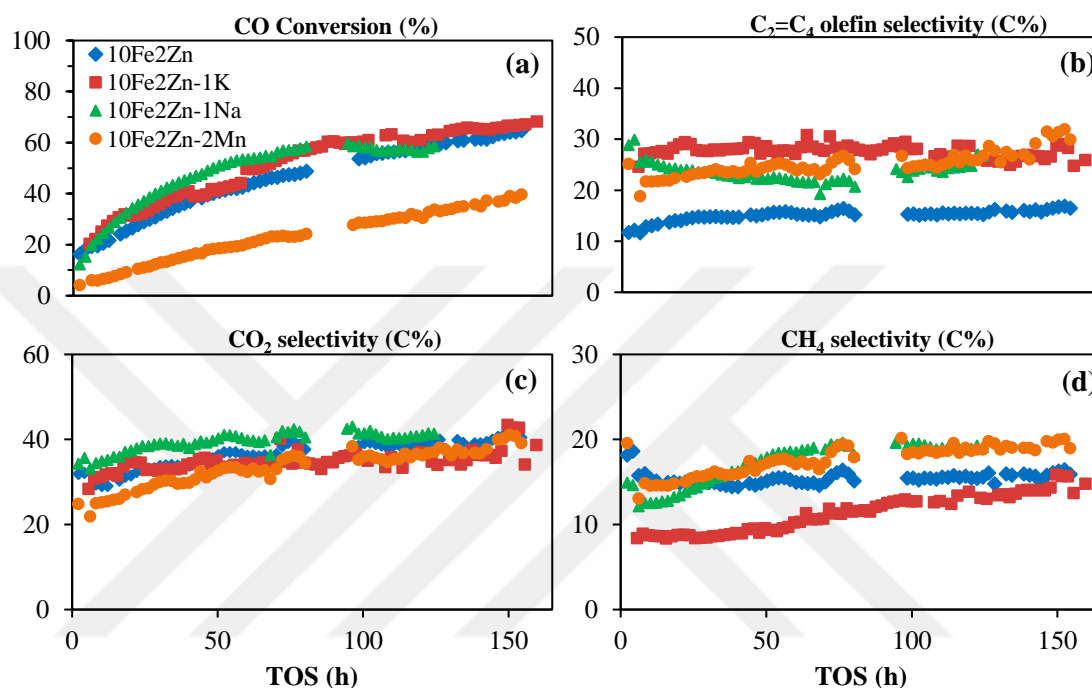 CO Conversion (%)
100
80
60
40
20
0
(a)
10Fe2Zn
10Fe2Zn-1K
10Fe2Zn-1Na
10Fe2Zn-2Mn
C₂=C₄ olefin selectivity (C%)
50
40
30
20
10
0
(b)
CO₂ selectivity (C%)
60
40
20
0
(c)
0 50 100 150
TOS (h)
CH₄ selectivity (C%)
30
20
10
0
(d)
0 50 100 150
TOS (h)